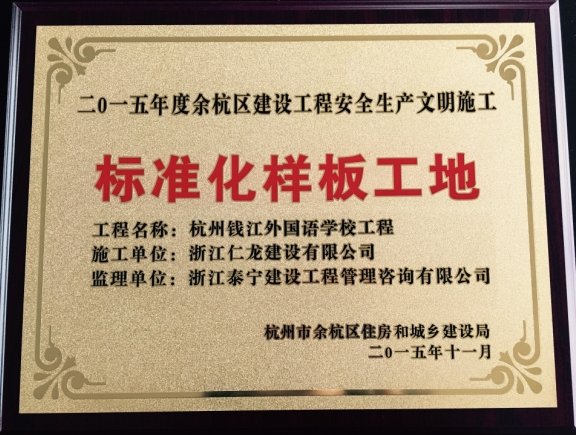 二0一五年度余杭区建设工程安全生产文明施工
标准化样板工地
工程名称：杭州钱江外国语学校工程
施工单位：浙江仁龙建设有限公司
监理单位：浙江泰宁建设工程管理咨询有限公司
杭州市余杭区住房和城乡建设局
二0一五年十一月